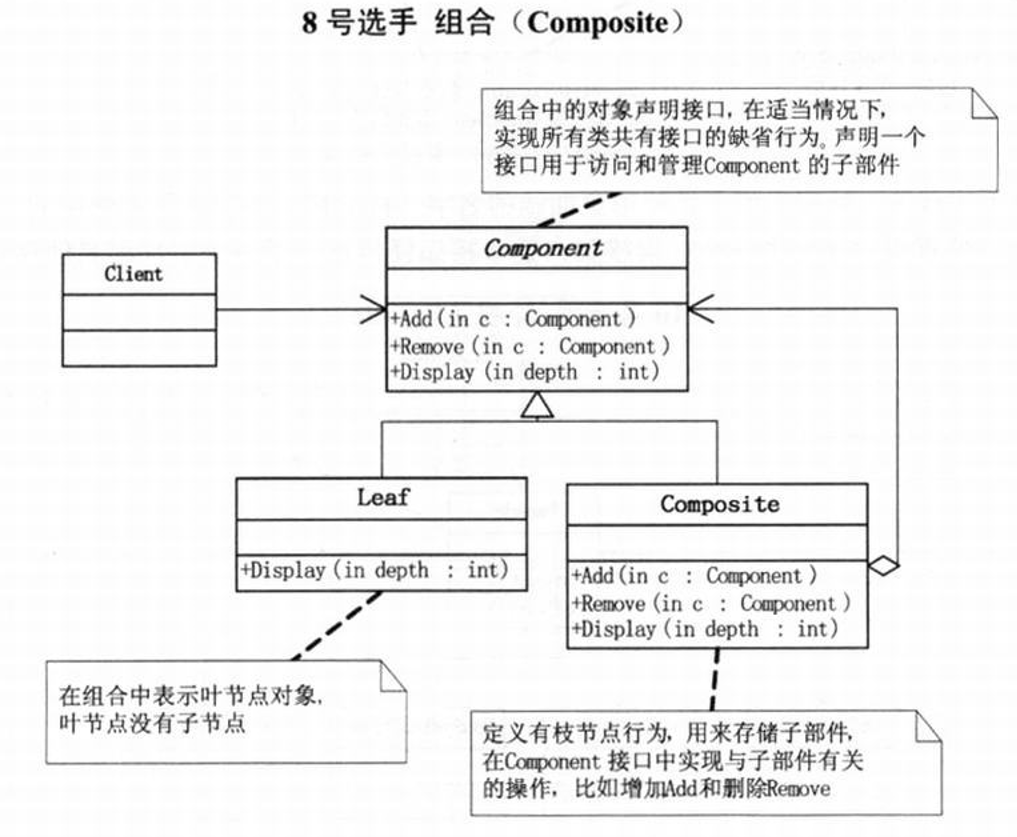 8 号选手 组合（Composite）
组合中的对象声明接口，在适当情况下，
实现所有类共有接口的缺省行为。声明一个
接口用于访问和管理Component 的子部件
Component
Client
+Add(in c : Component)
+Remove(in c : Component)
+Display(in depth : int)
Leaf
+Display(in depth : int)
Composite
+Add(in c : Component)
+Remove(in c : Component)
+Display(in depth : int)
在组合中表示叶节点对象，
叶节点没有子节点
定义有枝节点行为，用来存储子部件，
在Component 接口中实现与子部件有关
的操作，比如增加Add和删除Remove